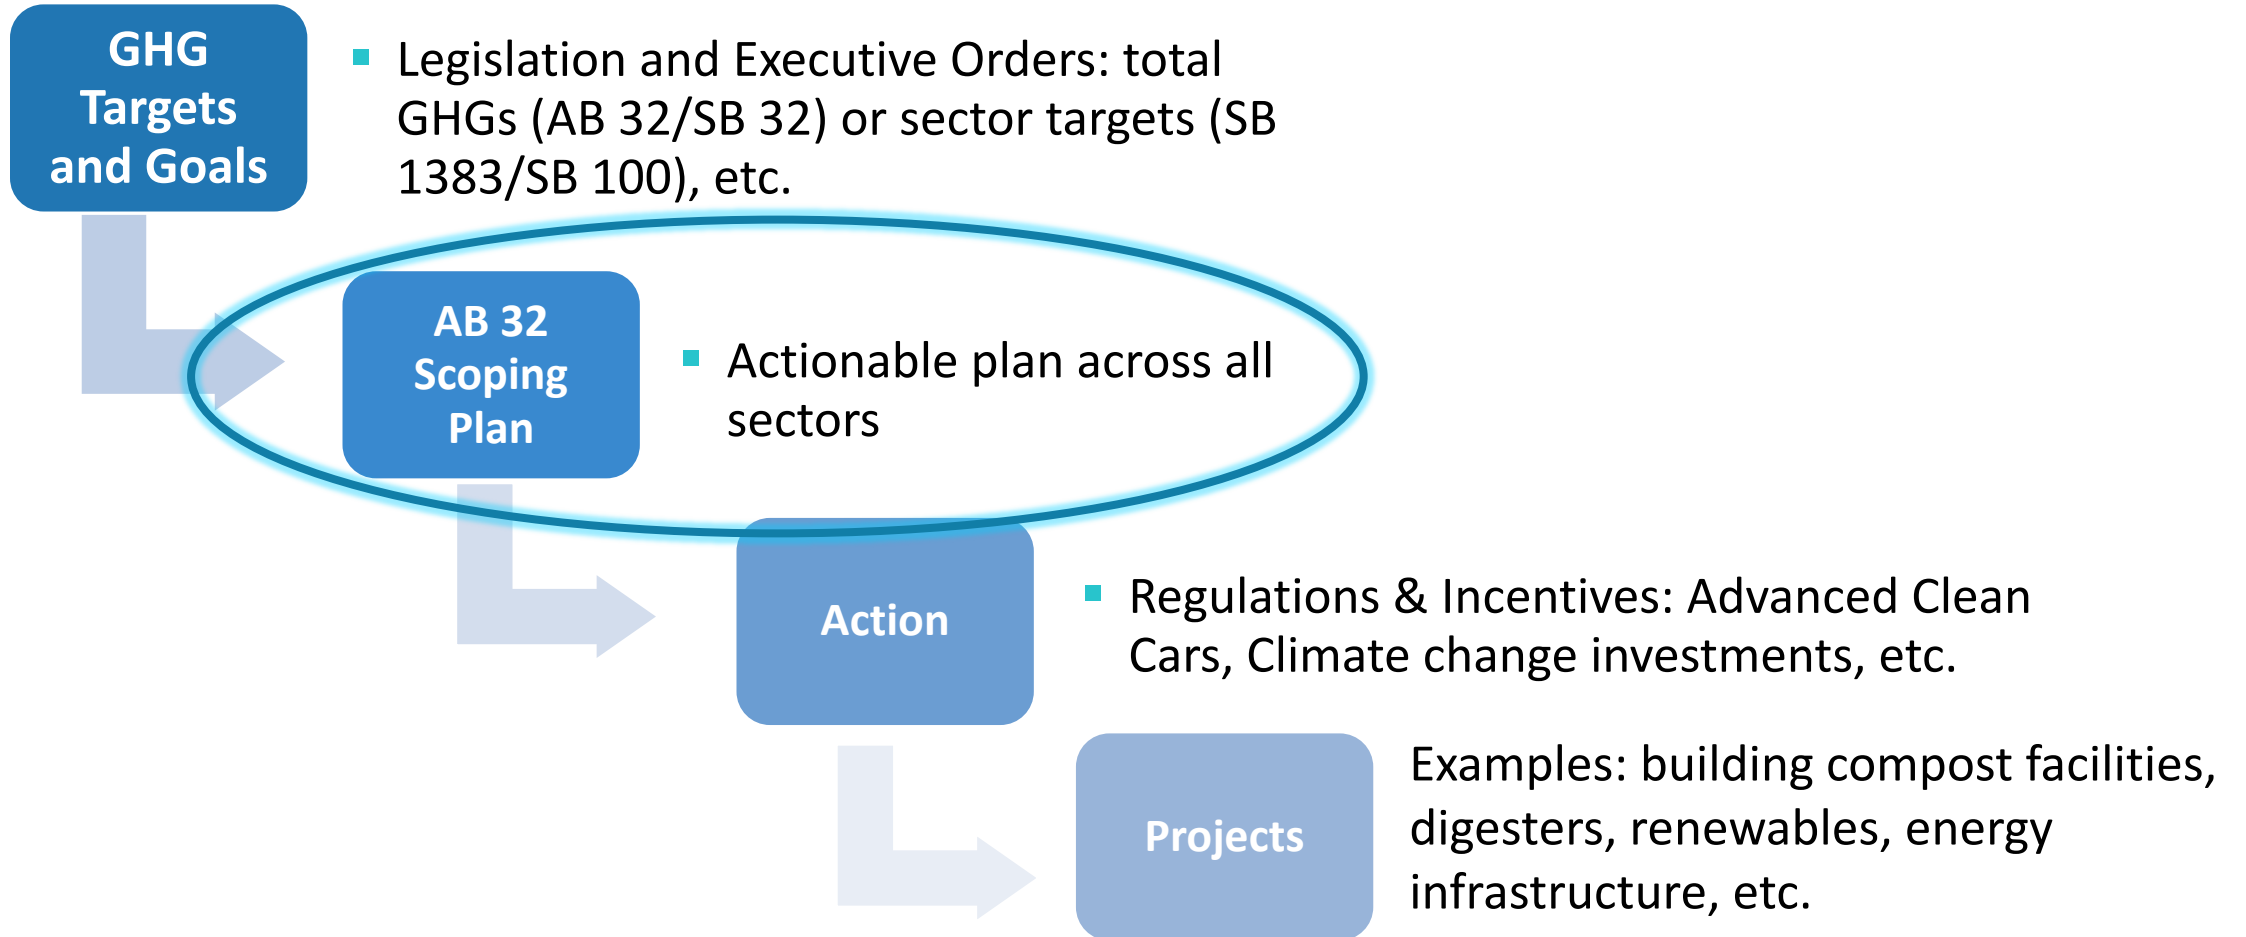 GHG
Targets
and Goals
Legislation and Executive Orders: total
GHGs (AB 32/SB 32) or sector targets (SB
1383/SB 100), etc.
AB 32
Scoping
Plan
Actionable plan across all
sectors
Action
Regulations & Incentives: Advanced Clean
Cars, Climate change investments, etc.
Projects
Examples: building compost facilities,
digesters, renewables, energy
infrastructure, etc.